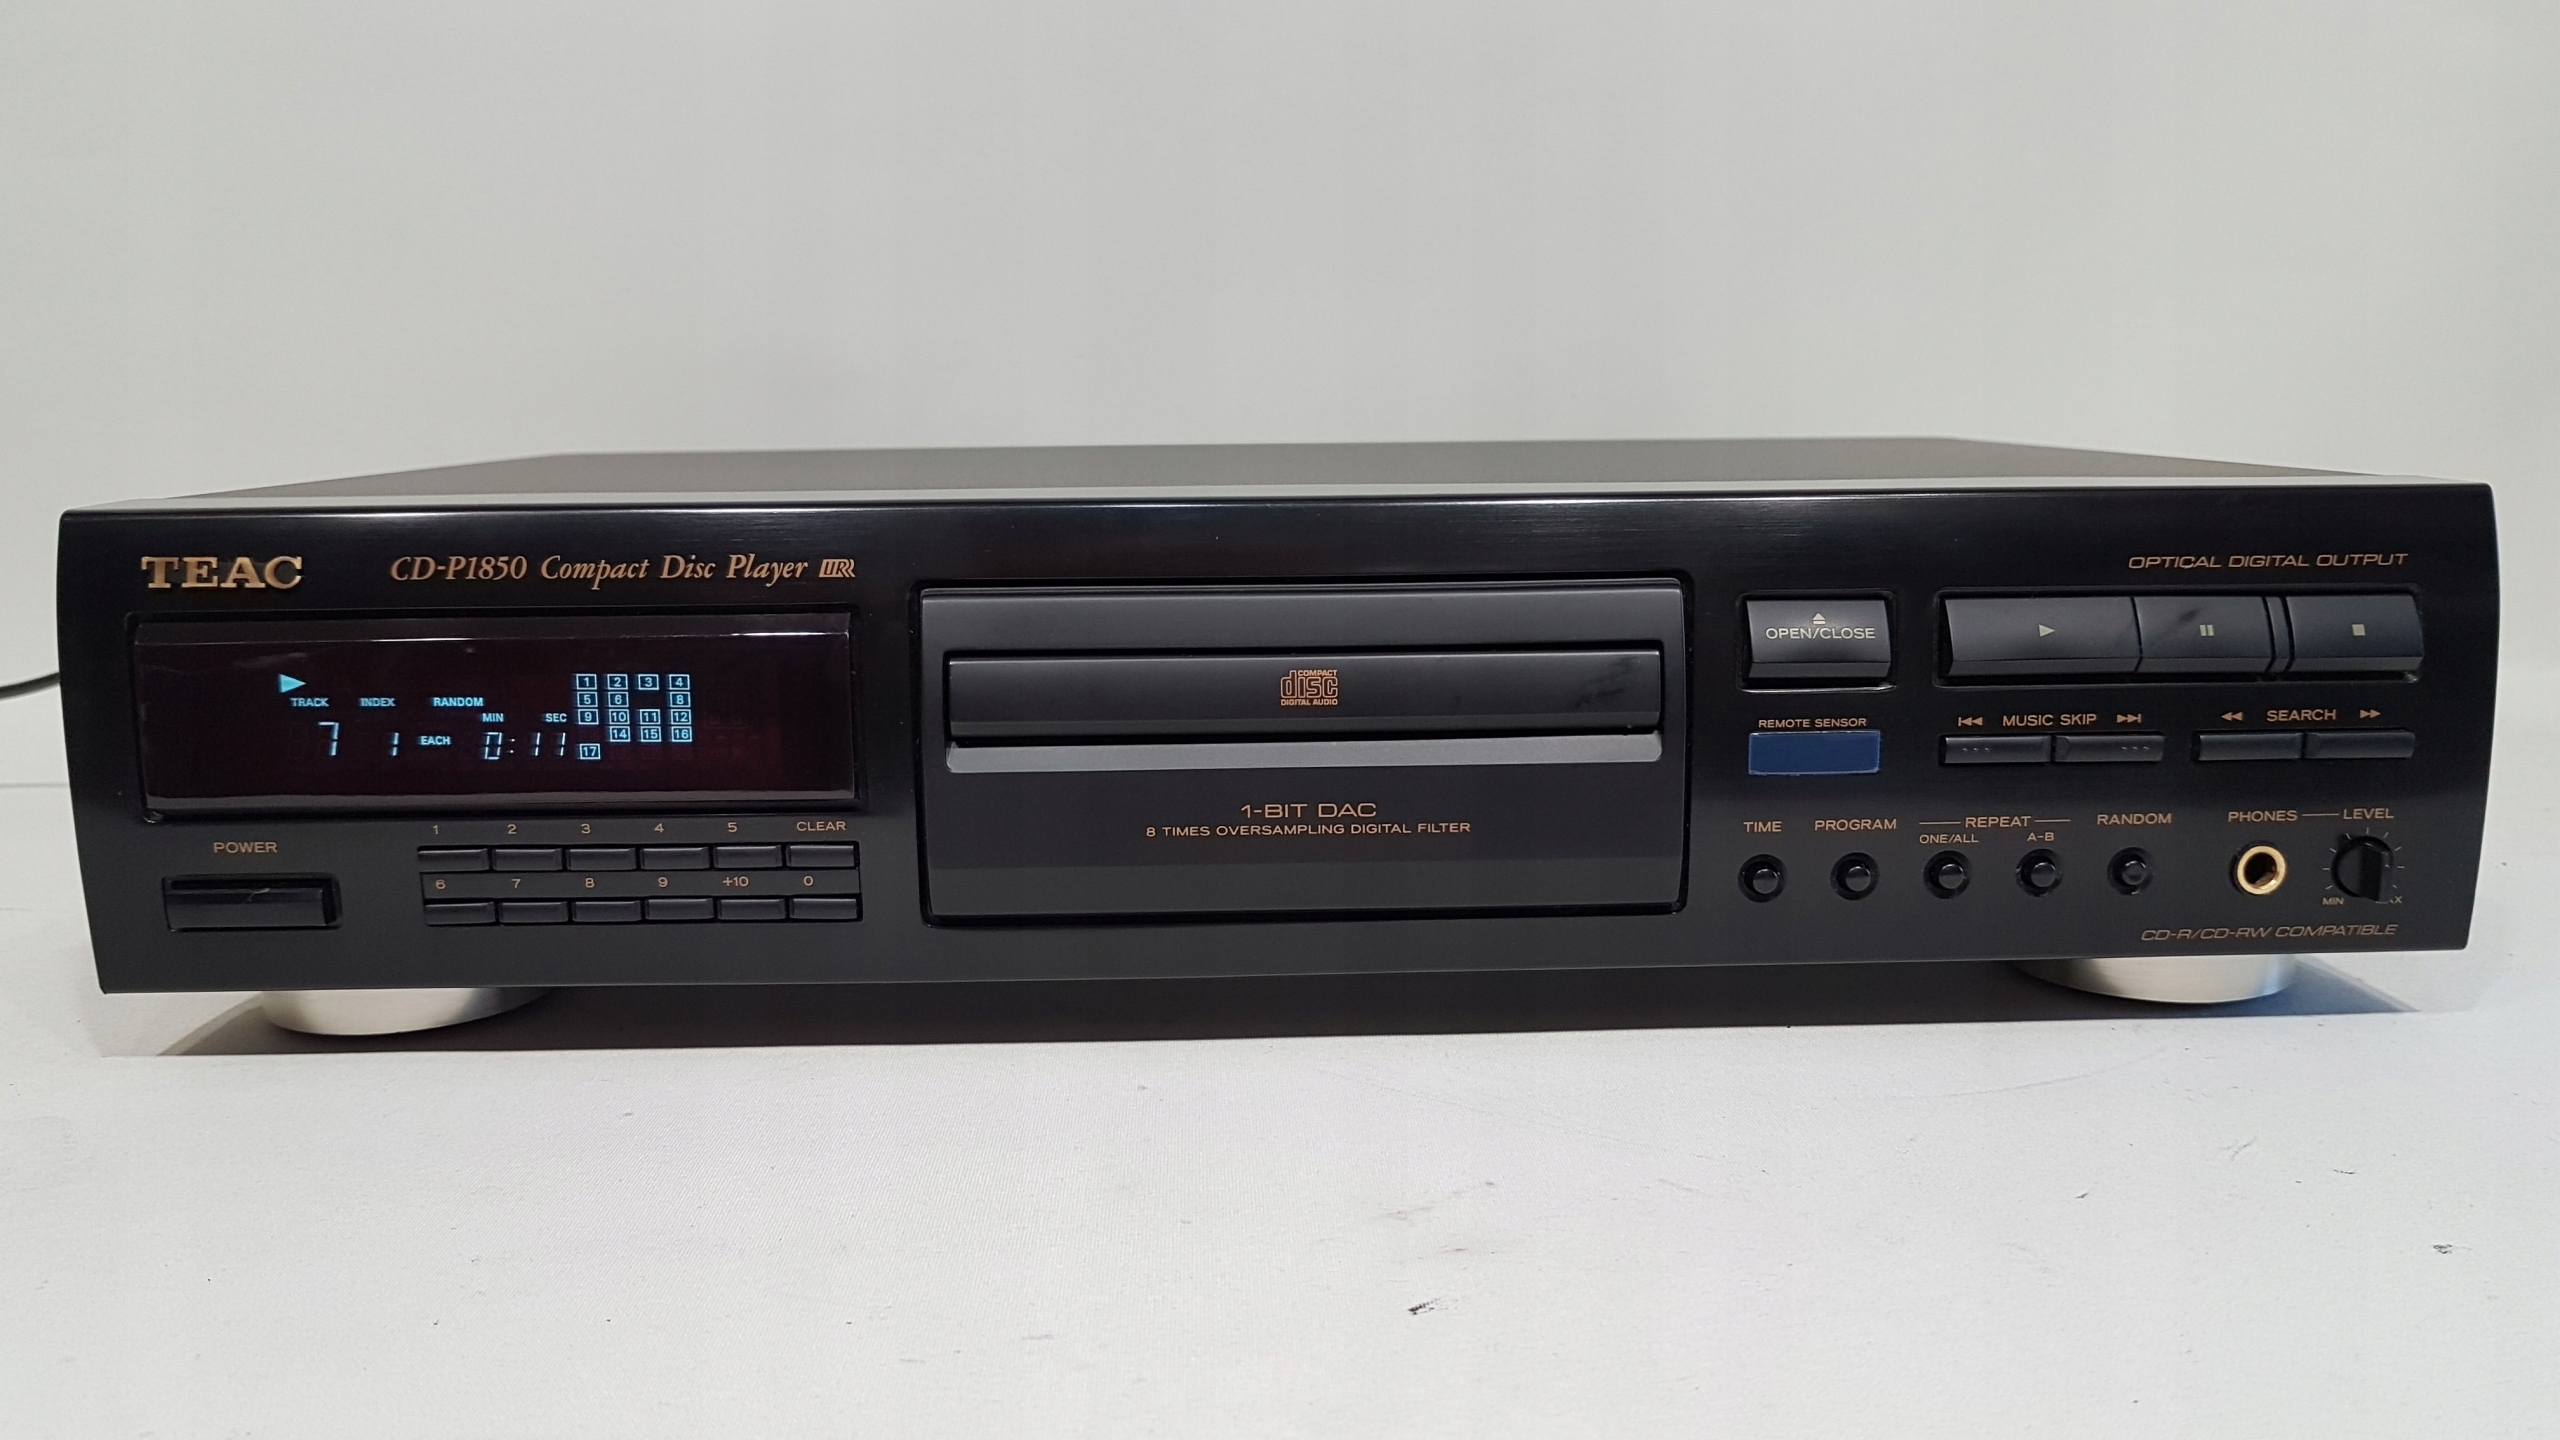 TEAC
CD-P1850 Compact Disc Player
OPTICAL DIGITAL OUTPUT
TRACK INDEX RANDOM
MIN SEC
7 1 EACH 0:11
1 2 3 4
5 6 8
9 10 11 12
14 15 16
17
COMPACT
disc
DIGITAL AUDIO
1-BIT DAC
8 TIMES OVERSAMPLING DIGITAL FILTER
OPEN/CLOSE
REMOTE SENSOR
MUSIC SKIP
SEARCH
POWER
1 2 3 4 5 CLEAR
6 7 8 9 +10 0
TIME PROGRAM REPEAT RANDOM
ONE/ALL A-B
PHONES LEVEL
MIN
CD-R/CD-RW COMPATIBLE